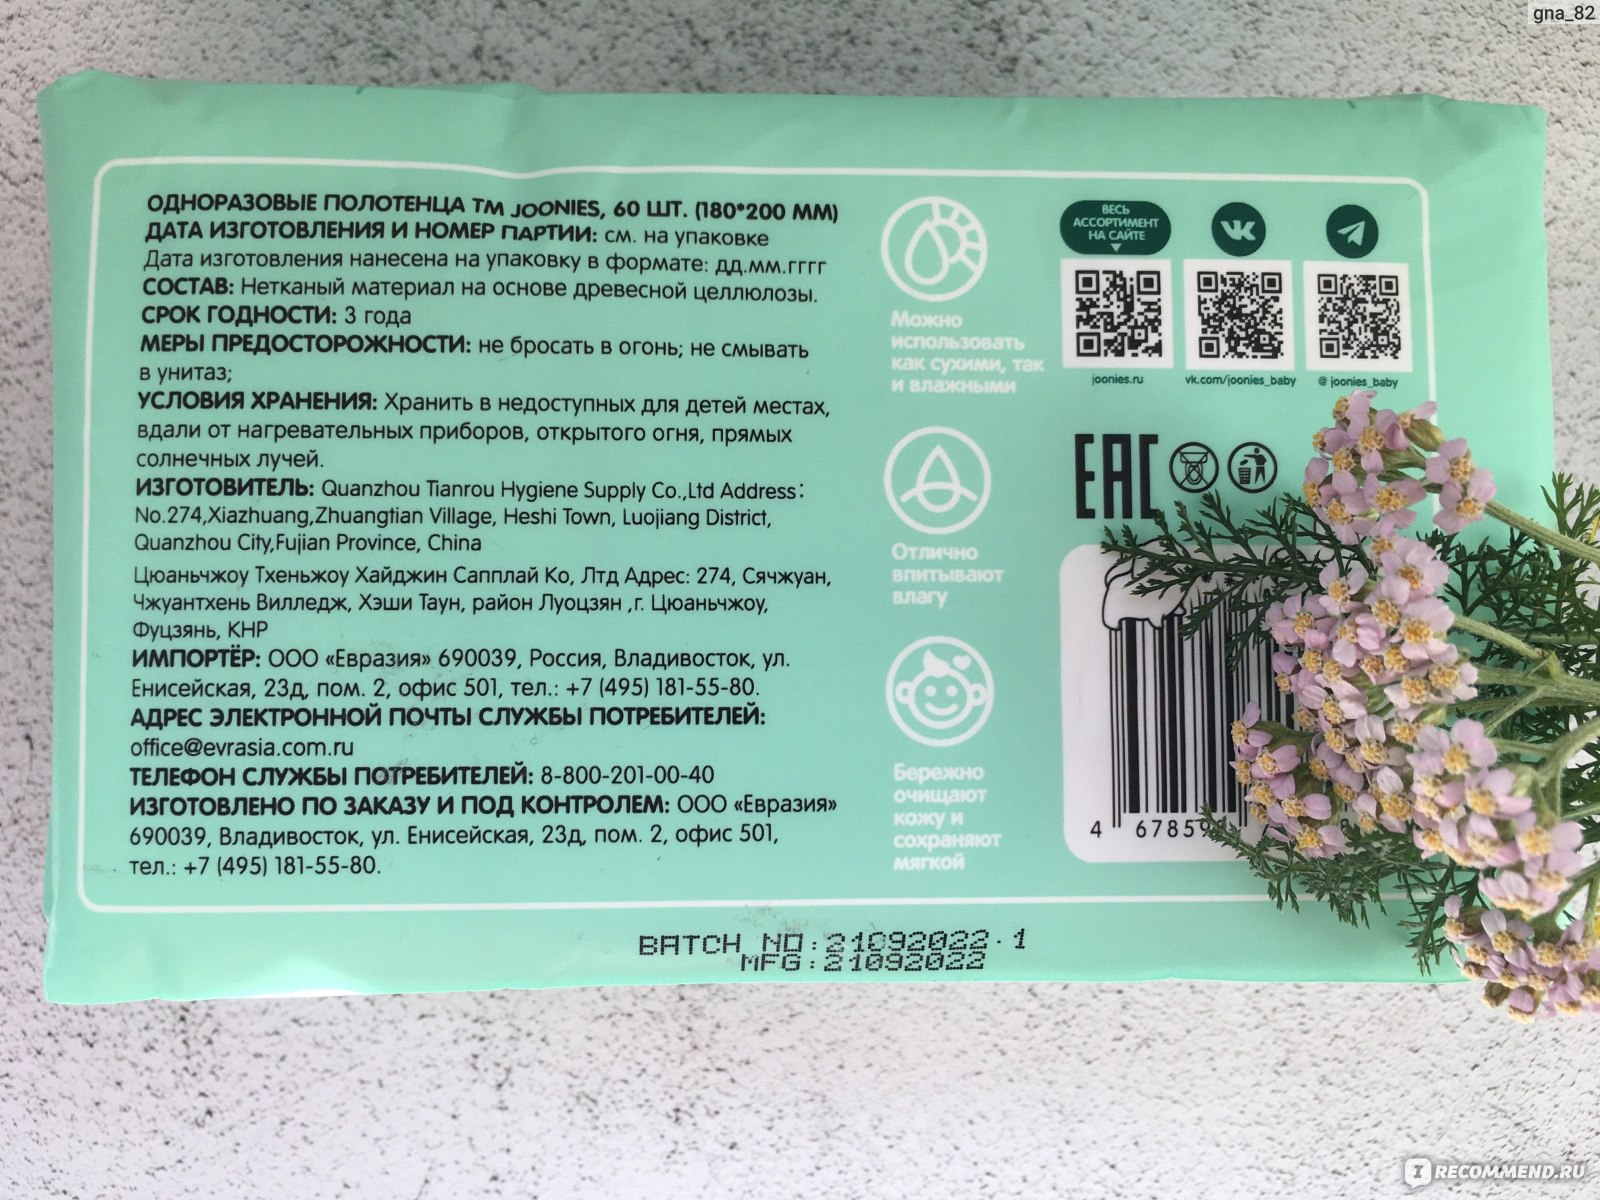 gna_82
ОДНОРАЗОВЫЕ ПОЛОТЕНЦА ТМ JOONIES, 60 ШТ. (180*200 ММ)
ДАТА ИЗГОТОВЛЕНИЯ И НОМЕР ПАРТИИ: см. на упаковке
Дата изготовления нанесена на упаковку в формате: дд.мм.гггг
СОСТАВ: Нетканый материал на основе древесной целлюлозы.
СРОК ГОДНОСТИ: 3 года
МЕРЫ ПРЕДОСТОРОЖНОСТИ: не бросать в огонь; не смывать
в унитаз;
УСЛОВИЯ ХРАНЕНИЯ: Хранить в недоступных для детей местах,
вдали от нагревательных приборов, открытого огня, прямых
солнечных лучей.
ИЗГОТОВИТЕЛЬ: Quanzhou Tianrou Hygiene Supply Co.,Ltd Address:
No.274,Xiazhuang,Zhuangtian Village, Heshi Town, Luojiang District,
Quanzhou City,Fujian Province, China
Цюаньчжоу Тхеньжоу Хайджин Сапплай Ко, Лтд Адрес: 274, Сячжуан,
Чжуантхень Вилледж, Хэши Таун, район Луоцзян ,г. Цюаньчжоу,
Фуцзянь, КНР
ИМПОРТЁР: ООО «Евразия» 690039, Россия, Владивосток, ул.
Енисейская, 23д, пом. 2, офис 501, тел.: +7 (495) 181-55-80.
АДРЕС ЭЛЕКТРОННОЙ ПОЧТЫ СЛУЖБЫ ПОТРЕБИТЕЛЕЙ:
office@evrasia.com.ru
ТЕЛЕФОН СЛУЖБЫ ПОТРЕБИТЕЛЕЙ: 8-800-201-00-40
ИЗГОТОВЛЕНО ПО ЗАКАЗУ И ПОД КОНТРОЛЕМ: ООО «Евразия»
690039, Владивосток, ул. Енисейская, 23д, пом. 2, офис 501,
тел.: +7 (495) 181-55-80.
Можно
использовать
как сухими, так
и влажными
Отлично
впитывают
влагу
Бережно
очищают
кожу и
сохраняют
мягкой
ВЕСЬ
АССОРТИМЕНТ
НА САЙТЕ
joonies.ru
vk.com/joonies_baby
@ joonies_baby
EAC
4 67859
BATCH NO:21092022.1
MFG:21092022
IRECOMMEND.RU